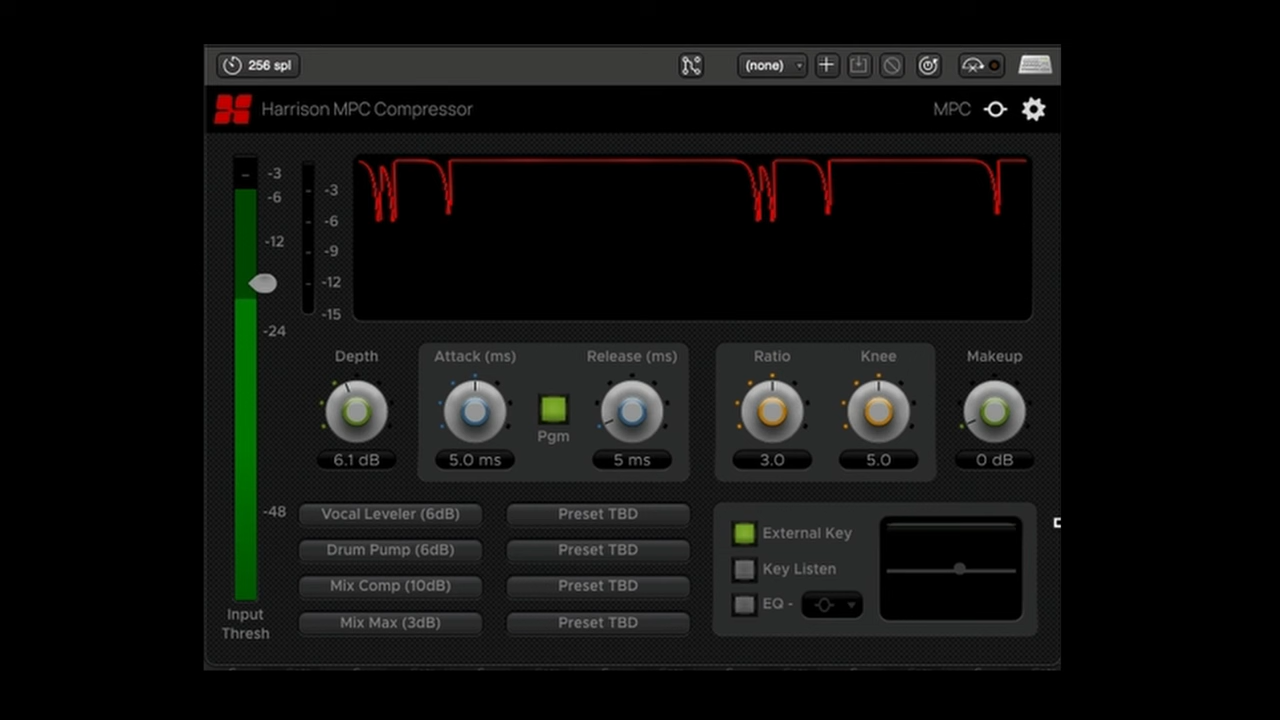 256 spl
(none)
Harrison MPC Compressor
MPC
-3
-6
-12
-24
-48
Input
Thresh
-3
-6
-9
-12
-15
Depth
6.1 dB
Attack (ms)
5.0 ms
Pgm
Release (ms)
5 ms
Ratio
3.0
Knee
5.0
Makeup
0 dB
Vocal Leveler (6dB)
Preset TBD
Drum Pump (6dB)
Preset TBD
Mix Comp (10dB)
Preset TBD
Mix Max (3dB)
Preset TBD
External Key
Key Listen
EQ -